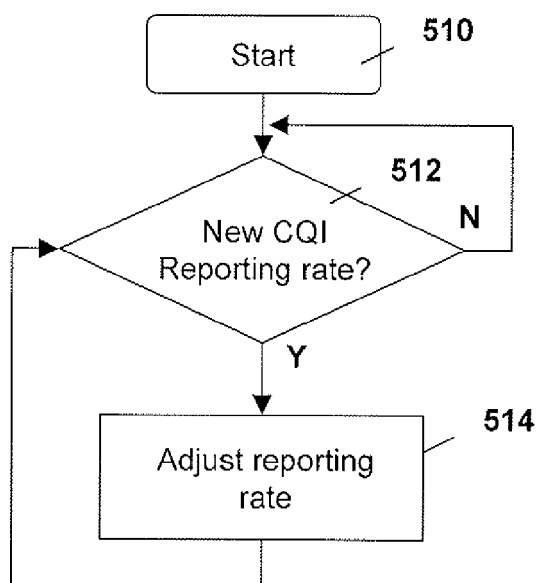 510
Start
512
N
New CQI
Reporting rate?
Y
514
Adjust reporting
rate